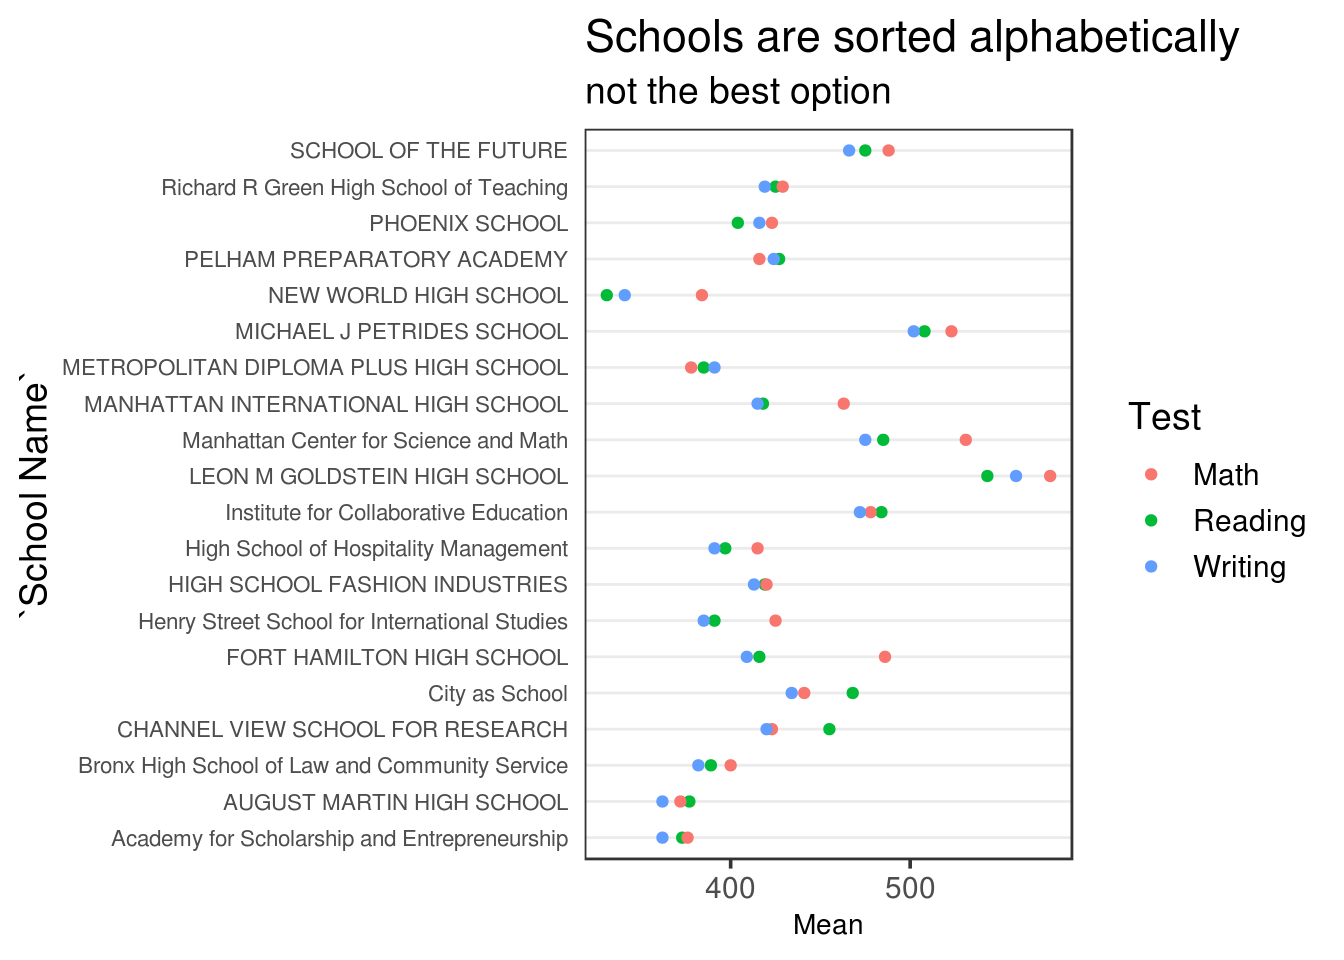 Schools are sorted alphabetically
not the best option
SCHOOL OF THE FUTURE
Richard R Green High School of Teaching
PHOENIX SCHOOL
PELHAM PREPARATORY ACADEMY
NEW WORLD HIGH SCHOOL
MICHAEL J PETRIDES SCHOOL
METROPOLITAN DIPLOMA PLUS HIGH SCHOOL
MANHATTAN INTERNATIONAL HIGH SCHOOL
Manhattan Center for Science and Math
LEON M GOLDSTEIN HIGH SCHOOL
Institute for Collaborative Education
High School of Hospitality Management
HIGH SCHOOL FASHION INDUSTRIES
Henry Street School for International Studies
FORT HAMILTON HIGH SCHOOL
City as School
CHANNEL VIEW SCHOOL FOR RESEARCH
Bronx High School of Law and Community Service
AUGUST MARTIN HIGH SCHOOL
Academy for Scholarship and Entrepreneurship
`School Name`
400 500
Mean
Test
Math
Reading
Writing